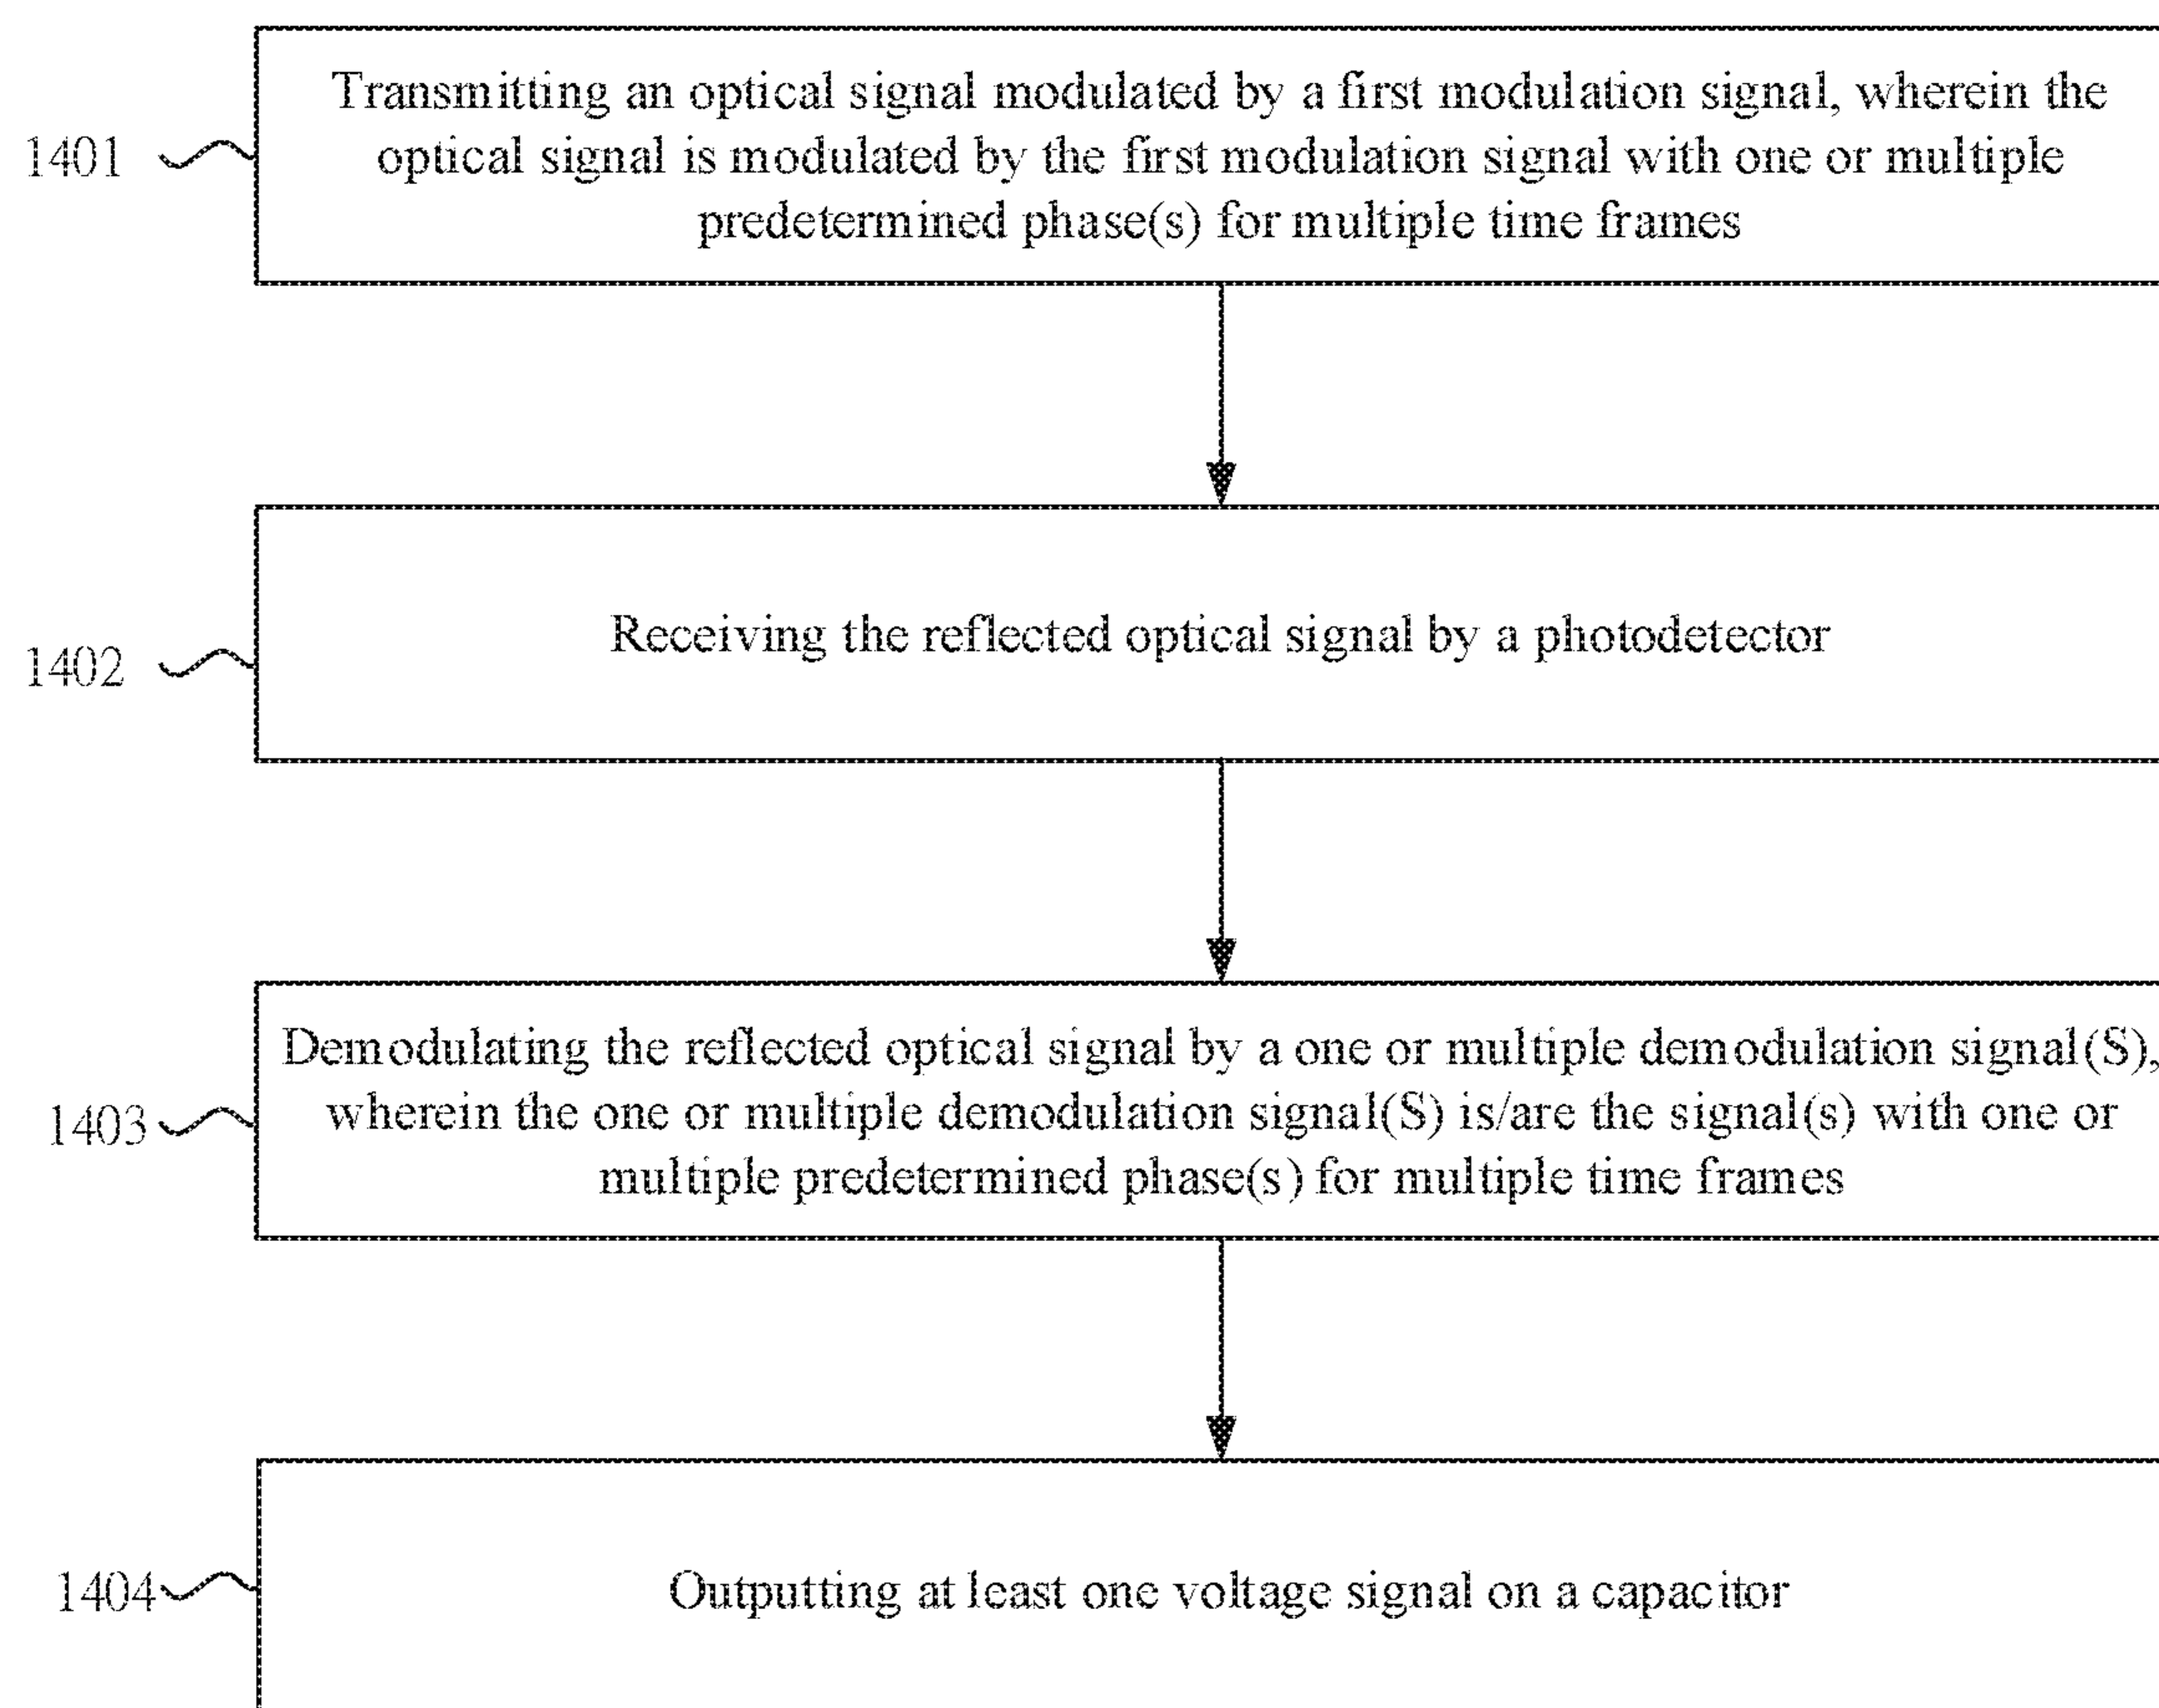 Transmitting an optical signal modulated by a first modulation signal, wherein the
1401
optical signal is modulated by the first modulation signal with one or multiple
predetermined phase(s) for multiple time frames
Receiving the reflected optical signal by a photodetector
1402
Demodulating the reflected optical signal by a one or multiple demodulation signal(S),
1403
wherein the one or multiple demodulation signal(S) is/are the signal(s) with one or
multiple predetermined phase(s) for multiple time frames
1404
Outputting at least one voltage signal on a capacitor